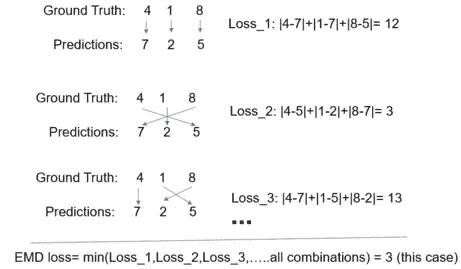 Ground Truth: 4 1 8
Loss_1: |4-7|+|1-7|+|8-5|= 12
Predictions: 7 2 5
Ground Truth: 4 1 8
Loss_2: |4-5|+|1-2|+|8-7|= 3
Predictions: 7 2 5
Ground Truth: 4 1 8
Loss_3: |4-7|+|1-5|+|8-2|= 13
Predictions: 7 2 5
...
EMD loss= min(Loss_1,Loss_2,Loss_3,…..all combinations) = 3 (this case)